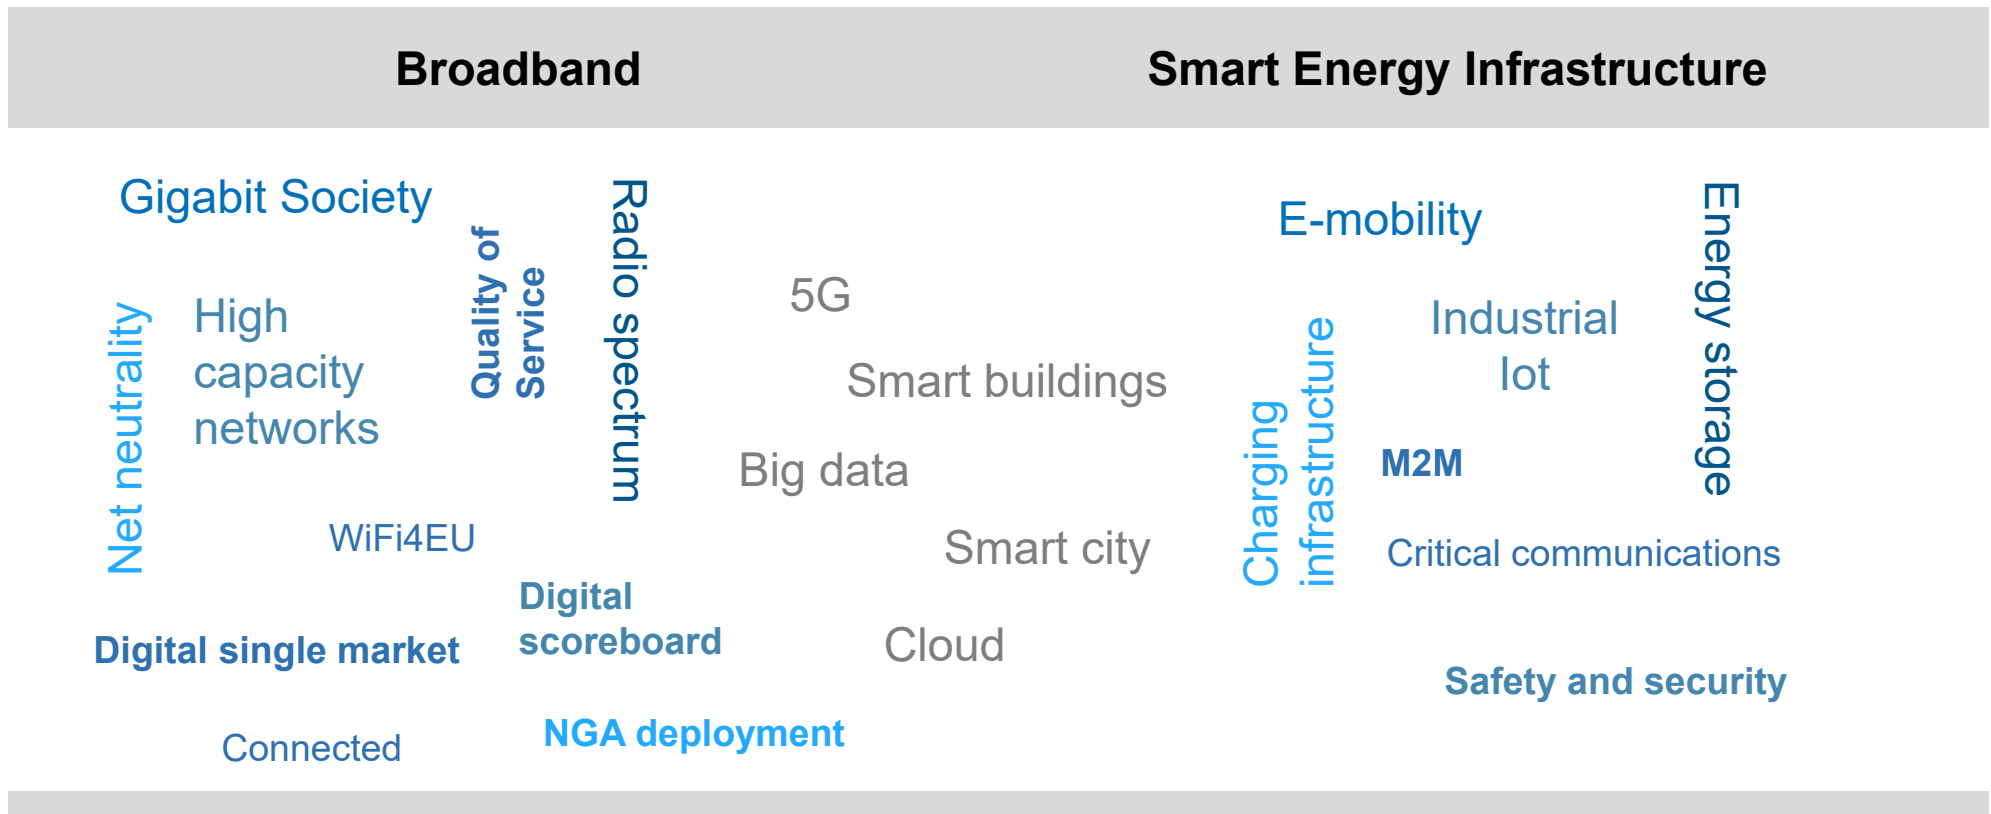 Broadband
Smart Energy Infrastructure
Gigabit Society
Net neutrality
High
capacity
networks
Quality of
Service
Radio spectrum
WiFi4EU
Digital
scoreboard
Digital single market
Connected
NGA deployment
5G
Smart buildings
Big data
Smart city
Cloud
E-mobility
Charging
infrastructure
Industrial
Iot
Energy storage
M2M
Critical communications
Safety and security